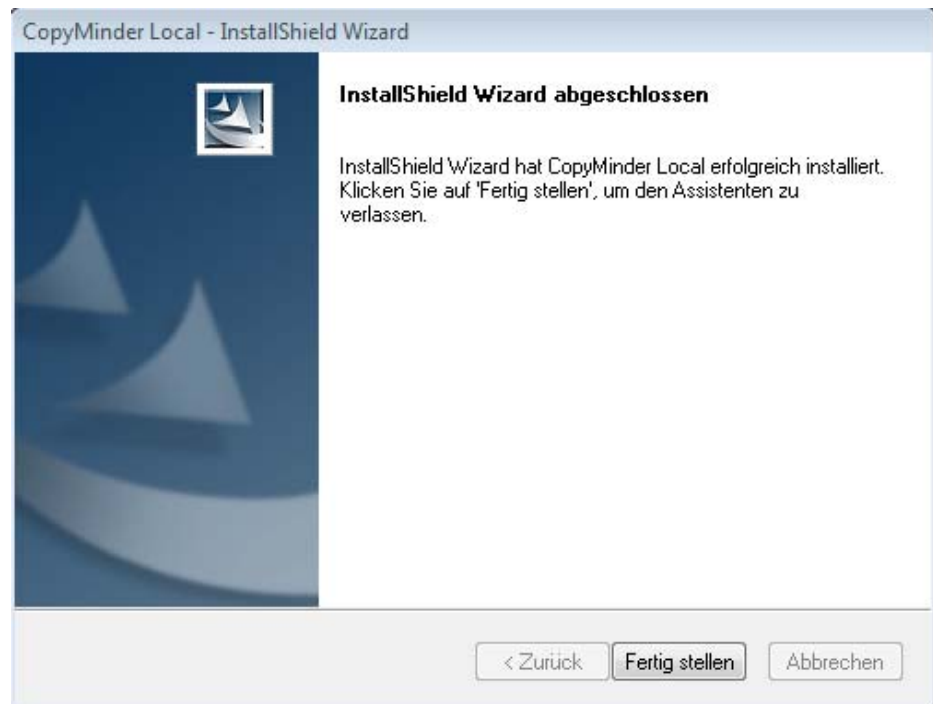 CopyMinder Local - InstallShield Wizard
InstallShield Wizard abgeschlossen
InstallShield Wizard hat CopyMinder Local erfolgreich installiert.
Klicken Sie auf 'Fertig stellen', um den Assistenten zu
verlassen.
< Zurück
Fertig stellen
Abbrechen